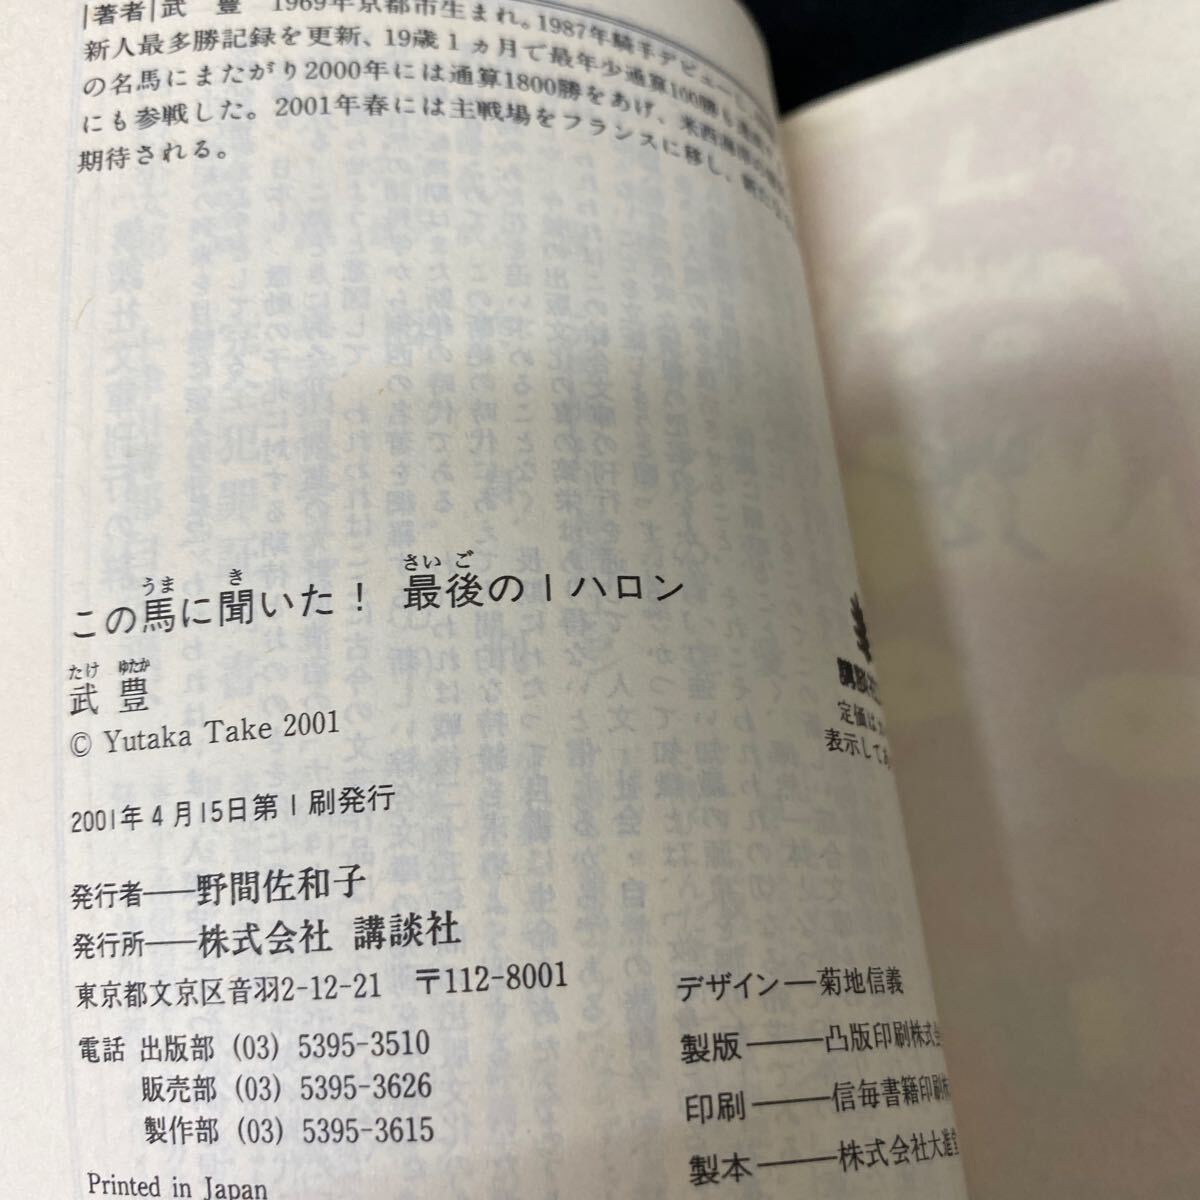 |著者|武 豊 1969年京都市生まれ。1987年騎手デビュー
新人最多勝記録を更新、19歳1ヵ月で最年少通算100勝も
の名馬にまたがり2000年には通算1800勝をあげ、
にも参戦した。2001年春には主戦場をフランスに移し、
期待される。
うま き さいご
この馬に聞いた! 最後の1ハロン
たけ ゆたか
武 豊
© Yutaka Take 2001
2001年4月15日第1刷発行
発行者――野間佐和子
発行所――株式会社 講談社
東京都文京区音羽2-12-21 〒112-8001
電話 出版部 (03) 5395-3510
販売部 (03) 5395-3626
製作部 (03) 5395-3615
Printed in Japan
講談社
定価は
表示してあ
デザイン―菊地信義
製版――凸版印刷株式会
印刷――信毎書籍印刷株
製本――株式会社大進堂